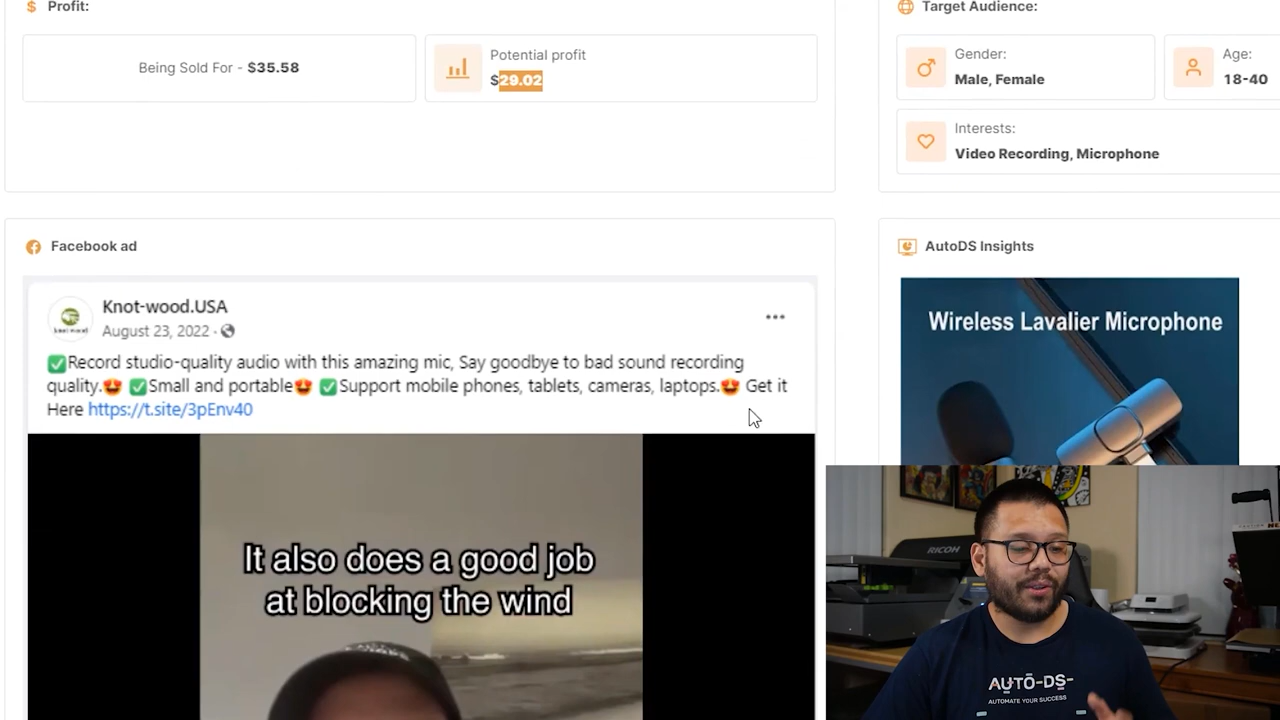 Profit:
Being Sold For - $35.58
Potential profit
$29.02
Target Audience:
Gender:
Male, Female
Age:
18-40
Interests:
Video Recording, Microphone
Facebook ad
Knot-wood.USA
August 23, 2022 ·
✅Record studio-quality audio with this amazing mic, Say goodbye to bad sound recording
quality.😍 ✅Small and portable😍 ✅Support mobile phones, tablets, cameras, laptops.😍 Get it
Here https://t.site/3pEnv40
It also does a good job
at blocking the wind
AutoDS Insights
Wireless Lavalier Microphone
RICOH
AUTO-DS-
AUTOMATE YOUR SUCCESS